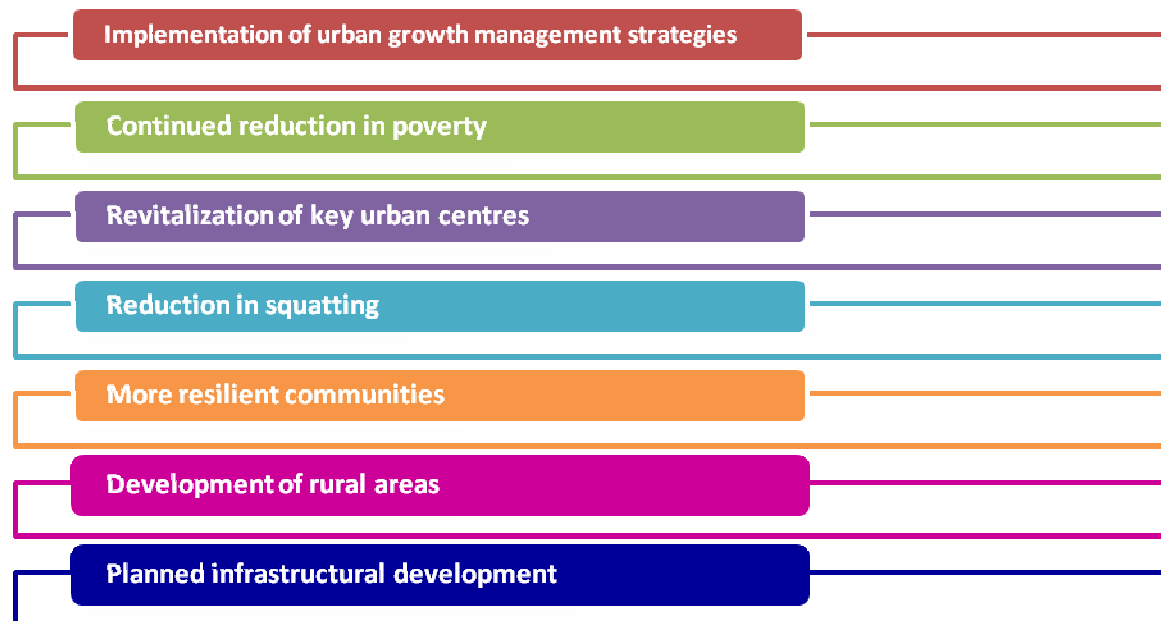 Implementation of urban growth management strategies
Continued reduction in poverty
Revitalization of key urban centres
Reduction in squatting
More resilient communities
Development of rural areas
Planned infrastructural development